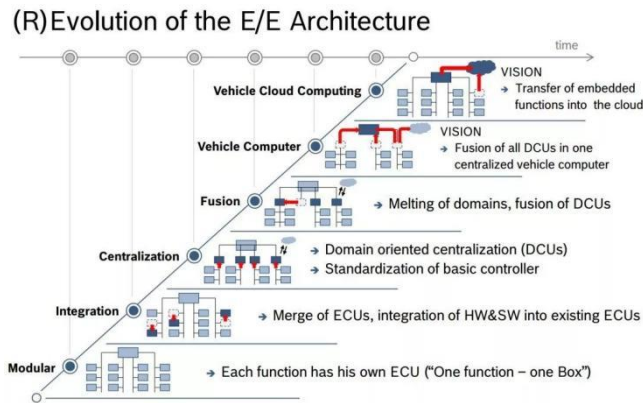 (R)Evolution of the E/E Architecture
time
Vehicle Cloud Computing
VISION
→ Transfer of embedded
functions into the cloud
Vehicle Computer
VISION
→ Fusion of all DCUs in one
centralized vehicle computer
Fusion
→ Melting of domains, fusion of DCUs
Centralization
→ Domain oriented centralization (DCUs)
→ Standardization of basic controller
Integration
→ Merge of ECUs, integration of HW&SW into existing ECUs
Modular
→ Each function has his own ECU (“One function – one Box”)